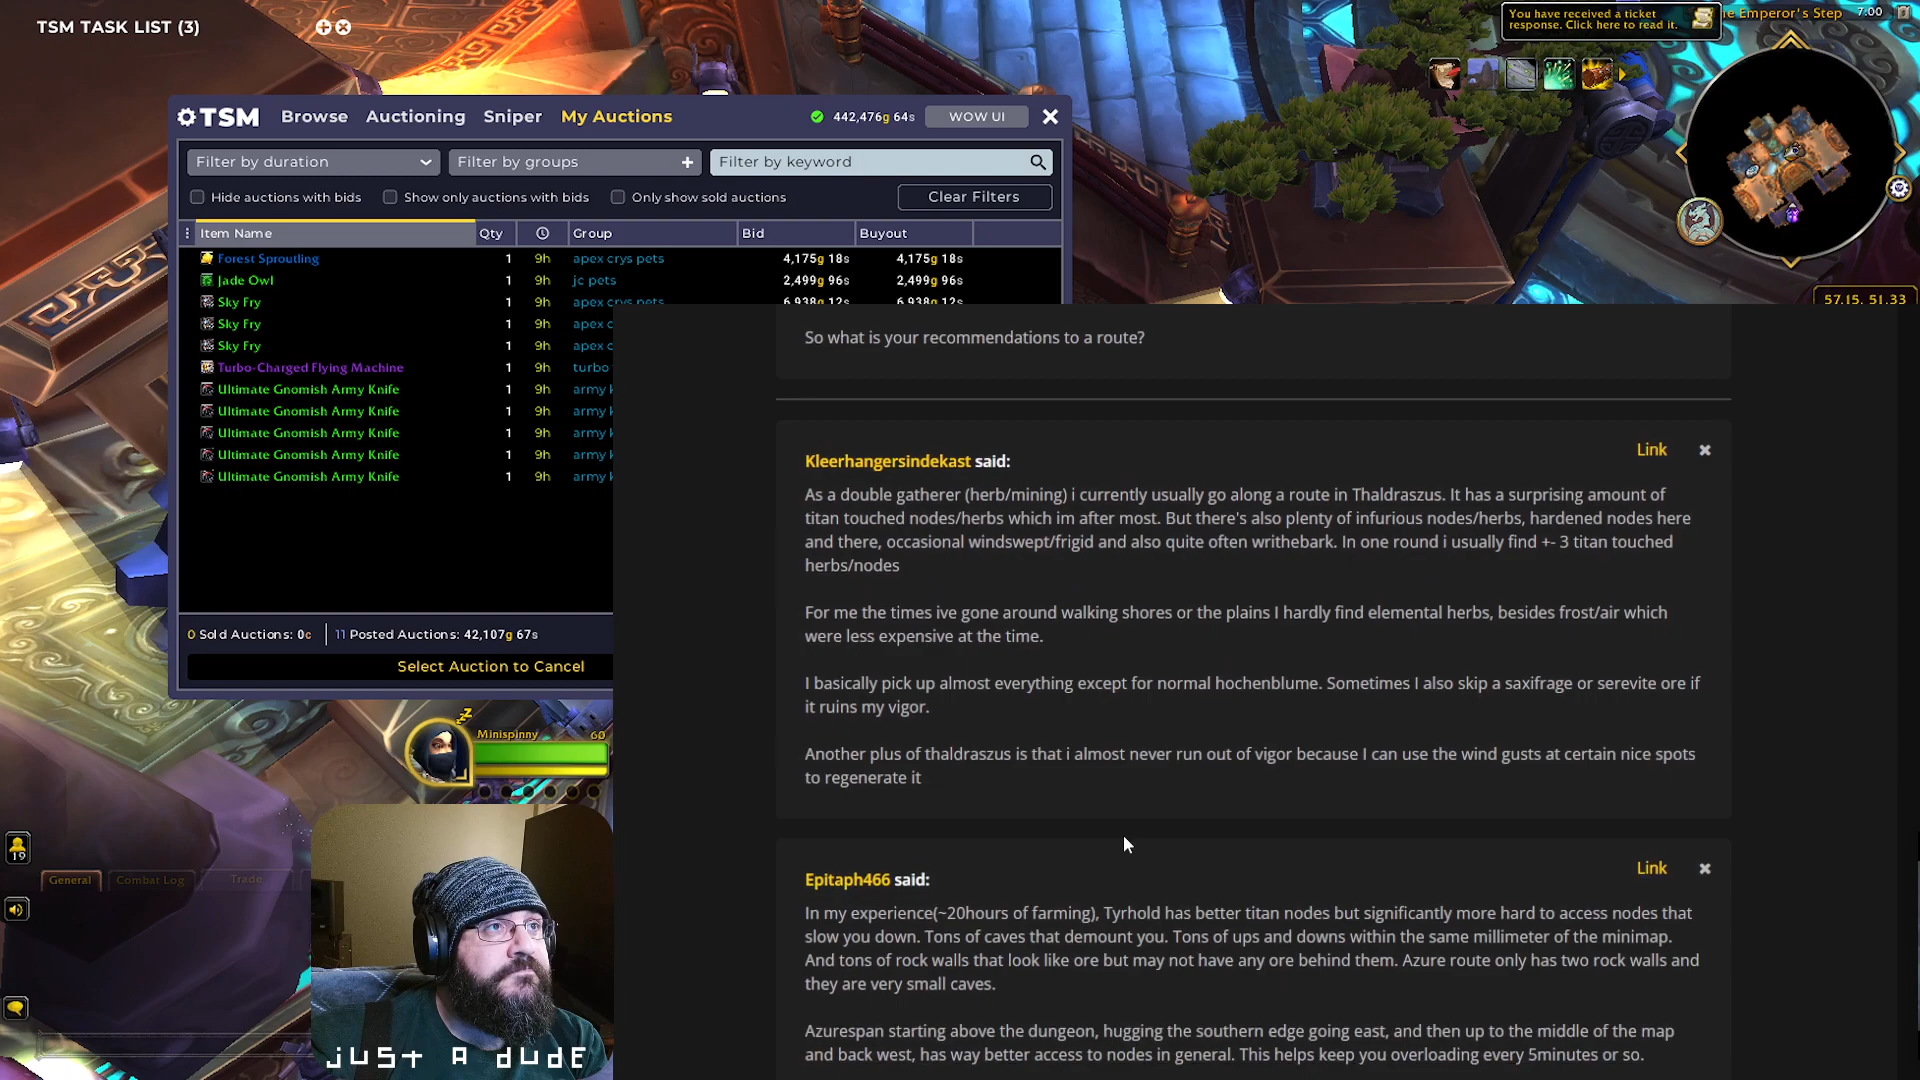 TSM TASK LIST (3)
You have received a ticket
response. Click here to read it.
e Emperor's Step
7:00
TSM
Browse
Auctioning
Sniper
My Auctions
442,476g 64s
WOW UI
Filter by duration
Filter by groups
Filter by keyword
Hide auctions with bids
Show only auctions with bids
Only show sold auctions
Clear Filters
Item Name Qty Group Bid Buyout
Forest Sproutling 1 9h apex crys pets 4,175g 18s 4,175g 18s
Jade Owl 1 9h jc pets 2,499g 96s 2,499g 96s
Sky Fry 1 9h apex crys pets 6,938g 12s 6,938g 12s
Sky Fry 1 9h apex c
Sky Fry 1 9h apex c
Turbo-Charged Flying Machine 1 9h turbo
Ultimate Gnomish Army Knife 1 9h army k
Ultimate Gnomish Army Knife 1 9h army k
Ultimate Gnomish Army Knife 1 9h army k
Ultimate Gnomish Army Knife 1 9h army k
Ultimate Gnomish Army Knife 1 9h army k
0 Sold Auctions: 0c
11 Posted Auctions: 42,107g 67s
Select Auction to Cancel
57.15, 51.33
So what is your recommendations to a route?
Link
Kleerhangersindekast said:
As a double gatherer (herb/mining) i currently usually go along a route in Thaldraszus. It has a surprising amount of
titan touched nodes/herbs which im after most. But there's also plenty of infurious nodes/herbs, hardened nodes here
and there, occasional windswept/frigid and also quite often writhebark. In one round i usually find +- 3 titan touched
herbs/nodes
For me the times ive gone around walking shores or the plains I hardly find elemental herbs, besides frost/air which
were less expensive at the time.
I basically pick up almost everything except for normal hochenblume. Sometimes I also skip a saxifrage or serevite ore if
it ruins my vigor.
Another plus of thaldraszus is that i almost never run out of vigor because I can use the wind gusts at certain nice spots
to regenerate it
Link
Epitaph466 said:
In my experience(~20hours of farming), Tyrhold has better titan nodes but significantly more hard to access nodes that
slow you down. Tons of caves that demount you. Tons of ups and downs within the same millimeter of the minimap.
And tons of rock walls that look like ore but may not have any ore behind them. Azure route only has two rock walls and
they are very small caves.
Azurespan starting above the dungeon, hugging the southern edge going east, and then up to the middle of the map
and back west, has way better access to nodes in general. This helps keep you overloading every 5minutes or so.
Minispinny
60
19
General
Combat Log
Trade
JUST A DUDE